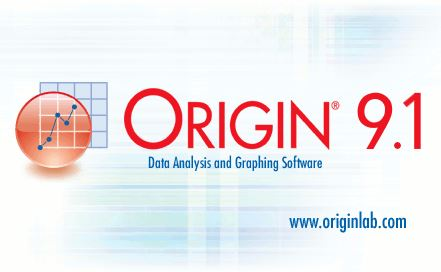 ORIGIN® 9.1
Data Analysis and Graphing Software
www.originlab.com